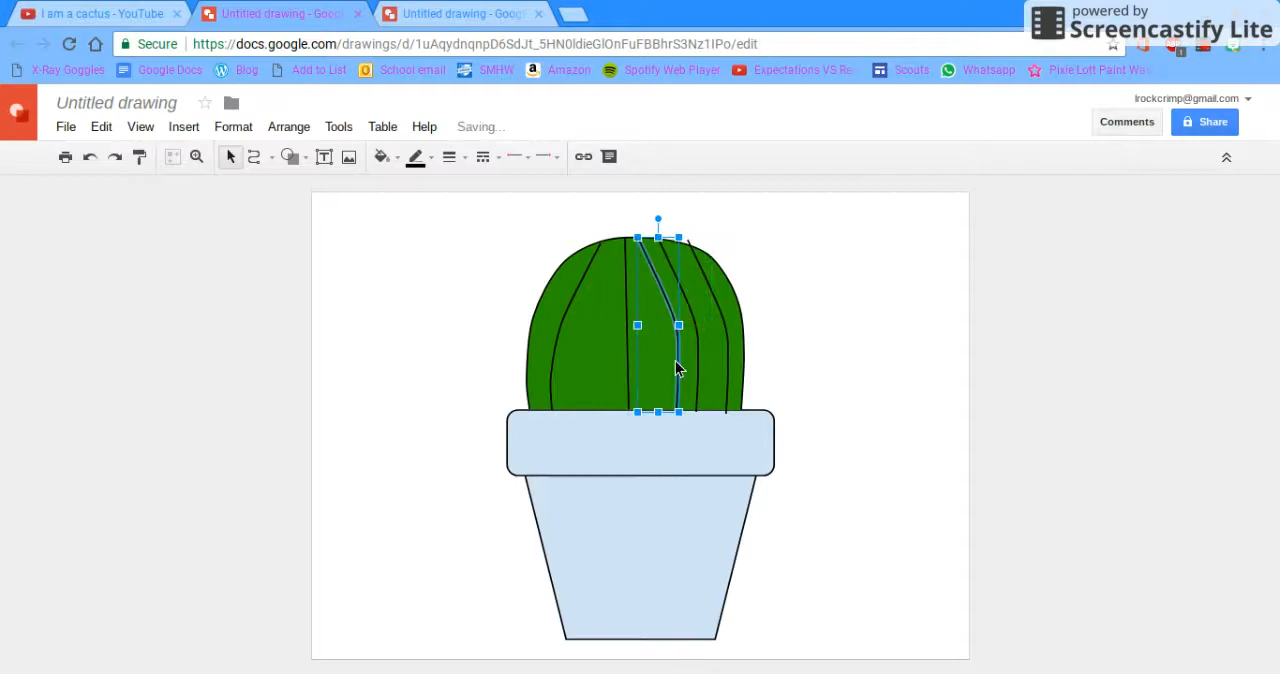 I am a cactus - YouTube
Untitled drawing - Goog
Untitled drawing - Goog
powered by
Screencastify Lite
Secure
https://docs.google.com/drawings/d/1uAqydnqnpD6SdJt_5HN0ldieGlOnFuFBBhrS3Nz1IPo/edit
X-Ray Goggles
Google Docs
Blog
Add to List
School email
SMHW
Amazon
Spotify Web Player
Expectations VS Re
Scouts
Whatsapp
Pixie Lott Paint Wa
Untitled drawing
lrockcrimp@gmail.com
File Edit View Insert Format Arrange Tools Table Help Saving...
Comments
Share